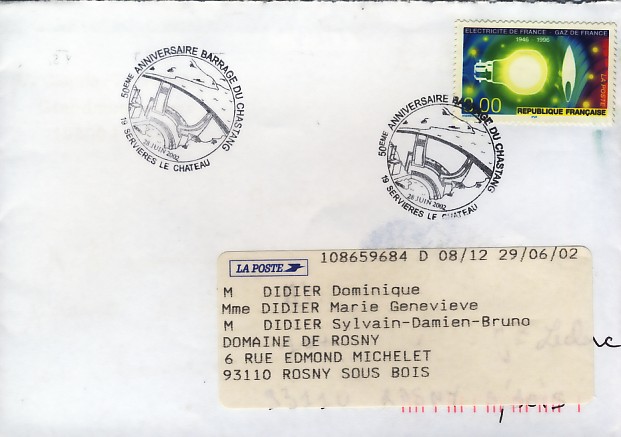 ELECTRICITE DE FRANCE - GAZ DE FRANCE
1946 - 1996
LA POSTE
3,00
REPUBLIQUE FRANÇAISE
50EME ANNIVERSAIRE BARRAGE DU CHASTANG
28 JUIN 2002
19 SERVIERES LE CHATEAU
50EME ANNIVERSAIRE BARRAGE DU CHASTANG
28 JUIN 2002
19 SERVIERES LE CHATEAU
LA POSTE
108659684 D 08/12 29/06/02
M DIDIER Dominique
Mme DIDIER Marie Genevieve
M DIDIER Sylvain-Damien-Bruno
DOMAINE DE ROSNY
6 RUE EDMOND MICHELET
93110 ROSNY SOUS BOIS